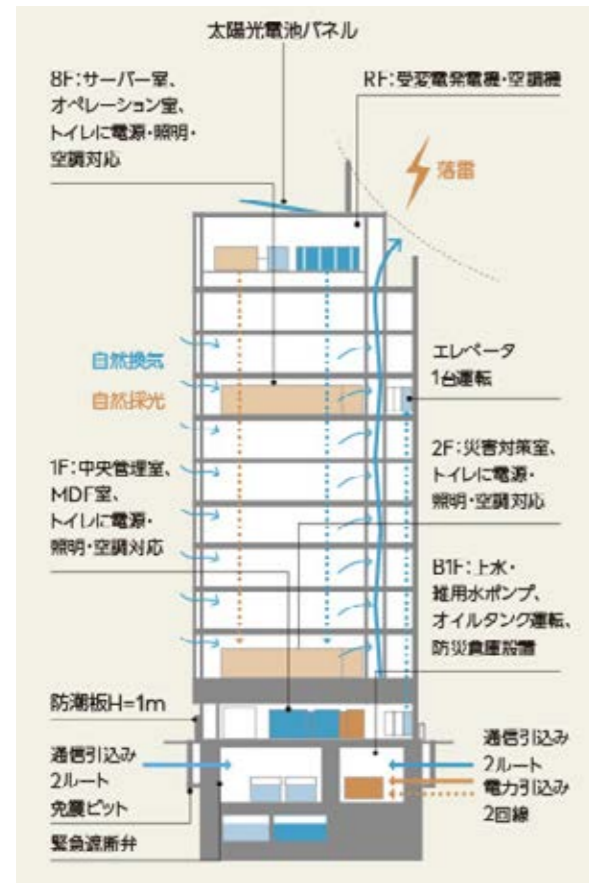 太陽光電池パネル
8F:サーバー室、
オペレーション室、
トイレに電源・照明・
空調対応
RF:受変電発電機・空調機
落雷
自然換気
自然採光
エレベータ
1台運転
1F:中央管理室、
MDF室、
トイレに電源・
照明・空調対応
2F:災害対策室、
トイレに電源・
照明・空調対応
B1F:上水・
雑用水ポンプ、
オイルタンク運転、
防災倉庫設置
防潮板H=1m
通信引込み
2ルート
免震ピット
緊急遮断弁
通信引込み
2ルート
電力引込み
2回線